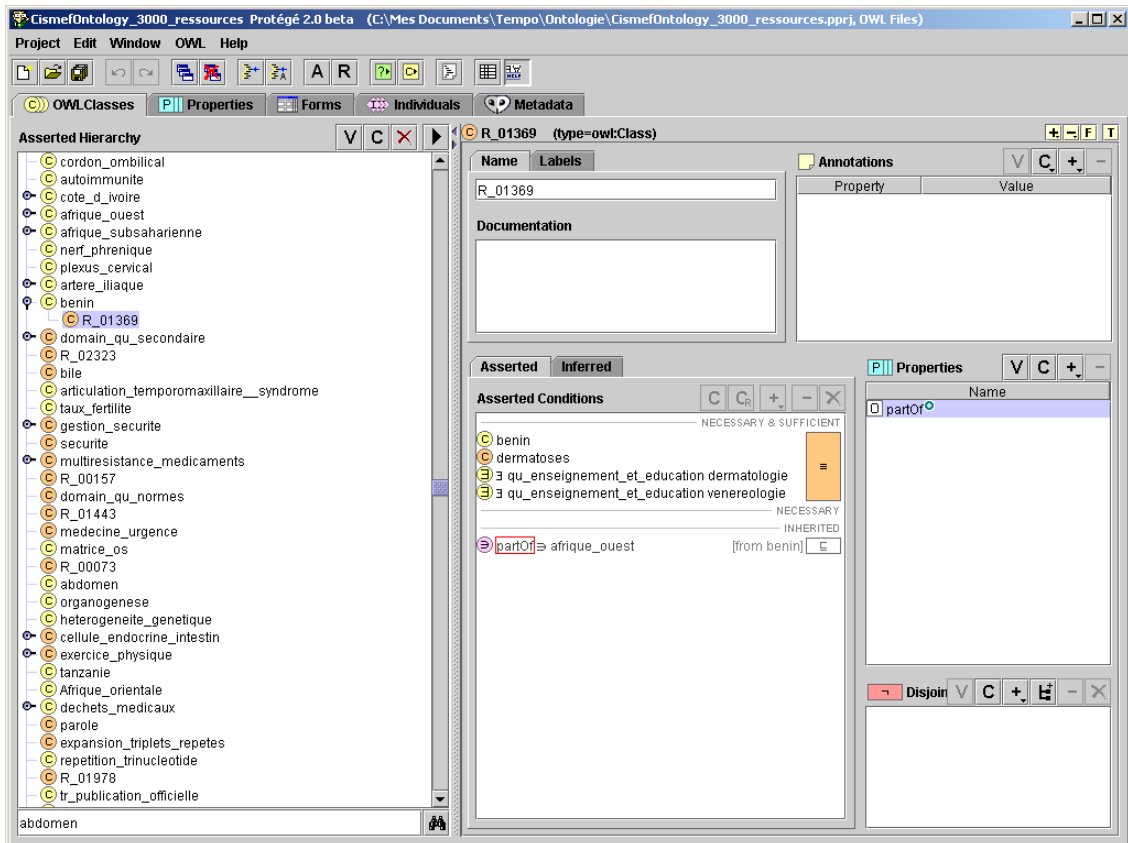 CismefOntology_3000_ressources Protégé 2.0 beta (C:\Mes Documents\Tempo\Ontologie\CismefOntology_3000_ressources.pprj, OWL Files)
Project Edit Window OWL Help
A R
OWLClasses P Properties Forms Individuals Metadata
Asserted Hierarchy V C
C cordon_ombilical
C autoimmunite
C cote_d_ivoire
C afrique_ouest
C afrique_subsaharienne
C nerf_phrenique
C plexus_cervical
C artere_iliaque
C benin
C R_01369
C domain_qu_secondaire
C R_02323
C bile
C articulation_temporomaxillaire__syndrome
C taux_fertilite
C gestion_securite
C securite
C multiresistance_medicaments
C R_00157
C domain_qu_normes
C R_01443
C medecine_urgence
C matrice_os
C R_00073
C abdomen
C organogenese
C heterogeneite_genetique
C cellule_endocrine_intestin
C exercice_physique
C tanzanie
C Afrique_orientale
C dechets_medicaux
C parole
C expansion_triplets_repetes
C repetition_trinucleotide
C R_01978
C tr_publication_officielle
abdomen
C R_01369 (type=owl:Class) + - F T
Name Labels
R_01369
Documentation
Annotations V C + -
Property Value
Asserted Inferred
Asserted Conditions C CR + - X
NECESSARY & SUFFICIENT
C benin
C dermatoses
∃ ∃ qu_enseignement_et_education dermatologie
∃ ∃ qu_enseignement_et_education venereologie
≡
NECESSARY
INHERITED
∋ partOf ∋ afrique_ouest [from benin] ⊑
P Properties V C + -
Name
O partOf
¬ Disjoin V C + - X